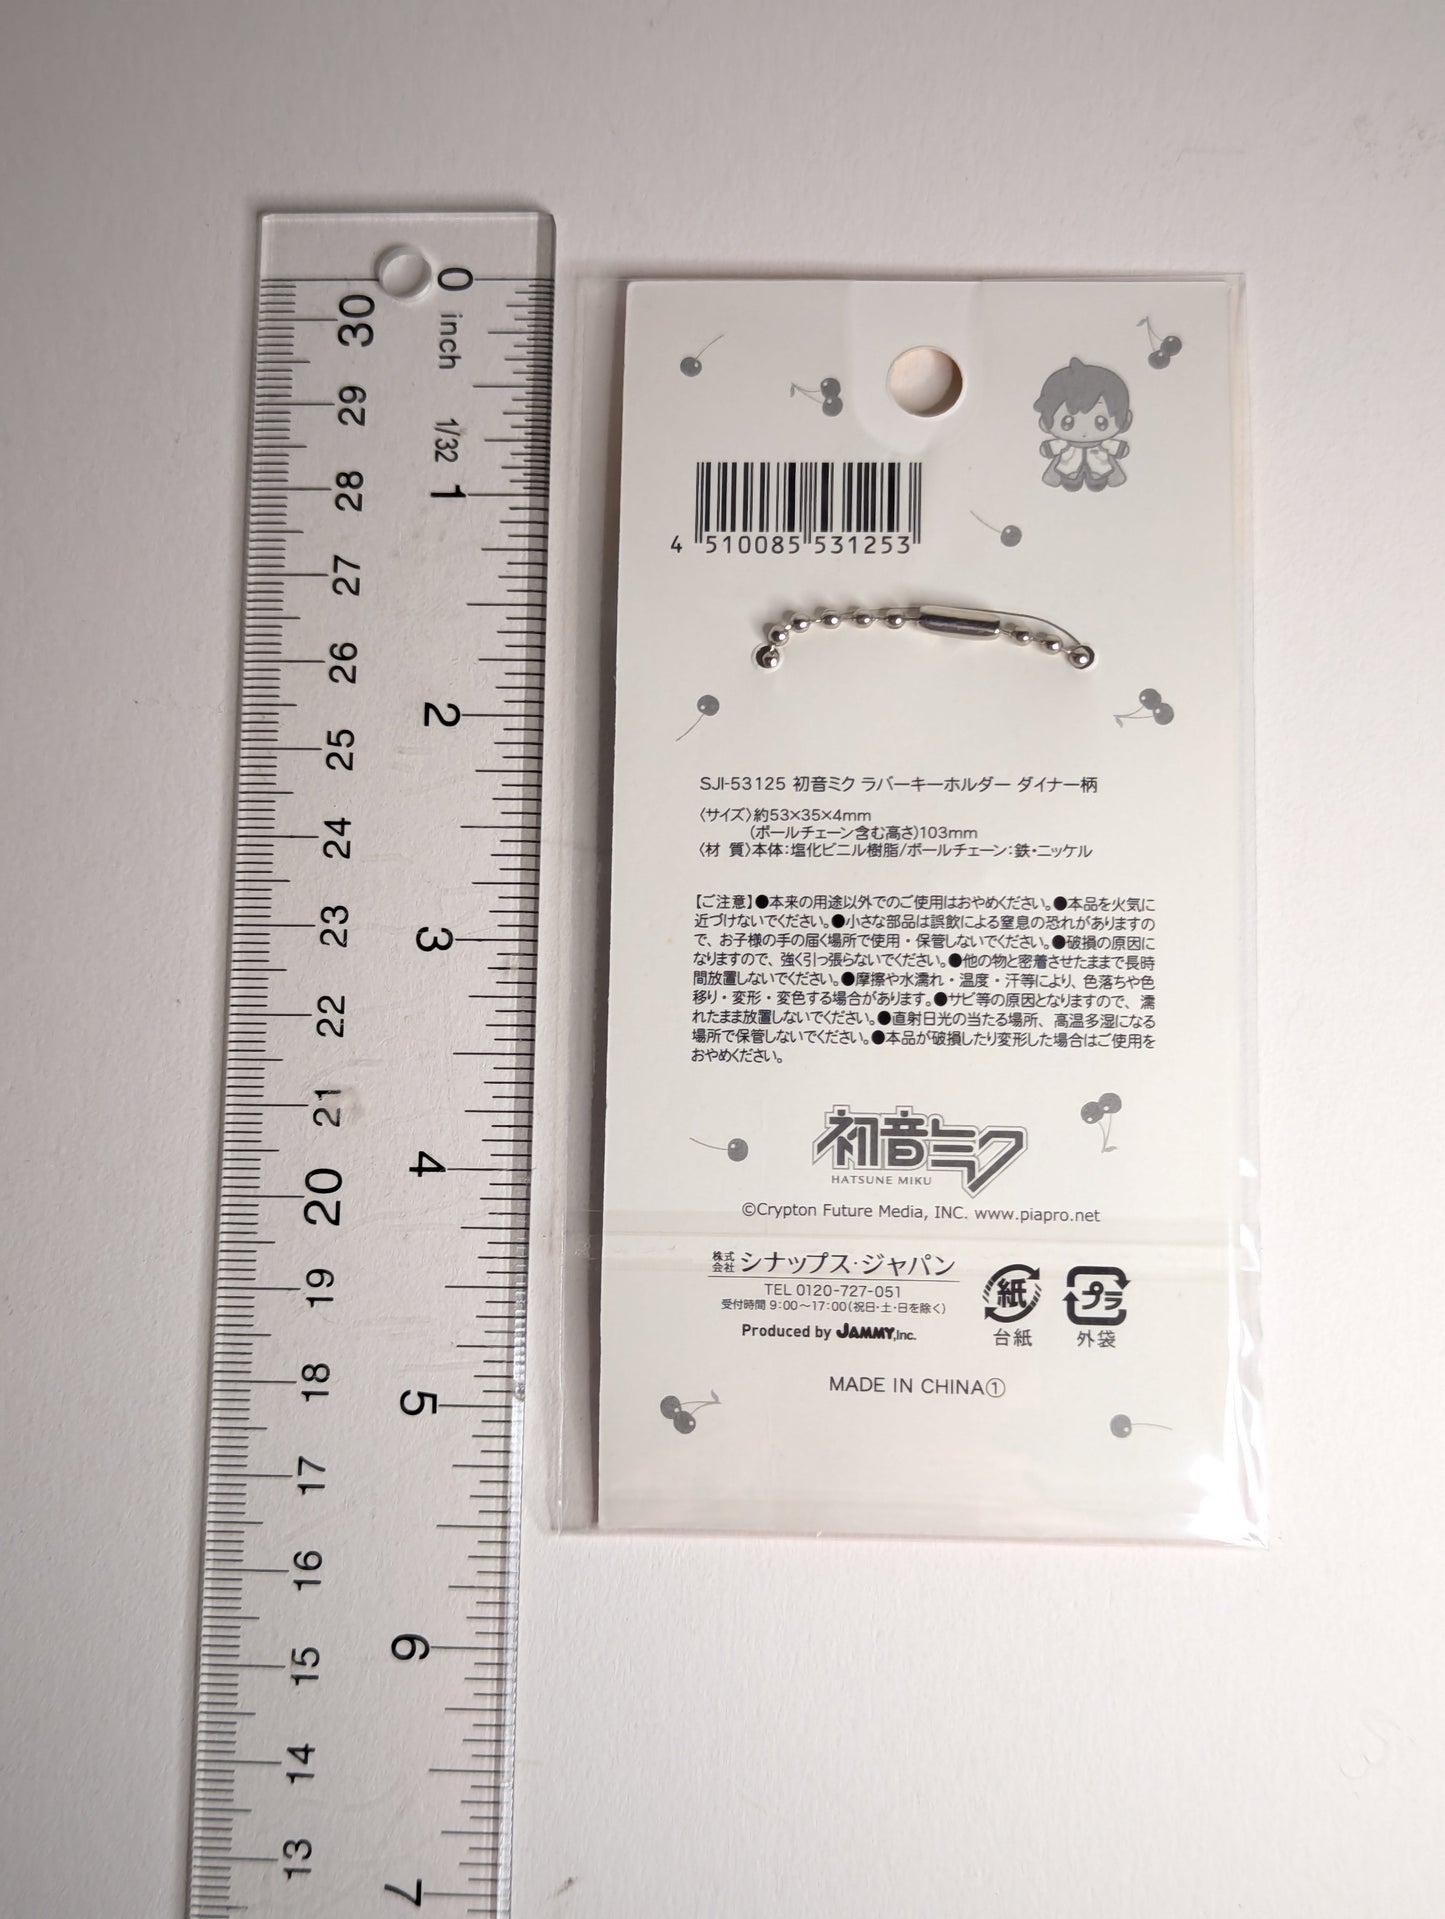 0
inch
1/32
1
2
3
4
5
6
7
30
29
28
27
26
25
24
23
22
21
20
19
18
17
16
15
14
13
4 510085 531253
SJI-53125 初音ミク ラバーキーホルダー ダイナー柄
〈サイズ〉約53×35×4mm
(ボールチェーン含む高さ)103mm
〈材 質〉本体:塩化ビニル樹脂/ボールチェーン:鉄・ニッケル
【ご注意】●本来の用途以外でのご使用はおやめください。●本品を火気に
近づけないでください。●小さな部品は誤飲による窒息の恐れがありますの
で、お子様の手の届く場所で使用・保管しないでください。●破損の原因に
なりますので、強く引っ張らないでください。●他の物と密着させたままで長時
間放置しないでください。●摩擦や水濡れ・温度・汗等により、色落ちや色
移り・変形・変色する場合があります。●サビ等の原因となりますので、濡
れたまま放置しないでください。●直射日光の当たる場所、高温多湿になる
場所で保管しないでください。●本品が破損したり変形した場合はご使用を
おやめください。
初音ミク
HATSUNE MIKU
©Crypton Future Media, INC. www.piapro.net
株式会社 シナップス・ジャパン
TEL 0120-727-051
受付時間 9:00〜17:00(祝日・土・日を除く)
Produced by JAMMY,Inc.
紙
台紙
プラ
外袋
MADE IN CHINA①